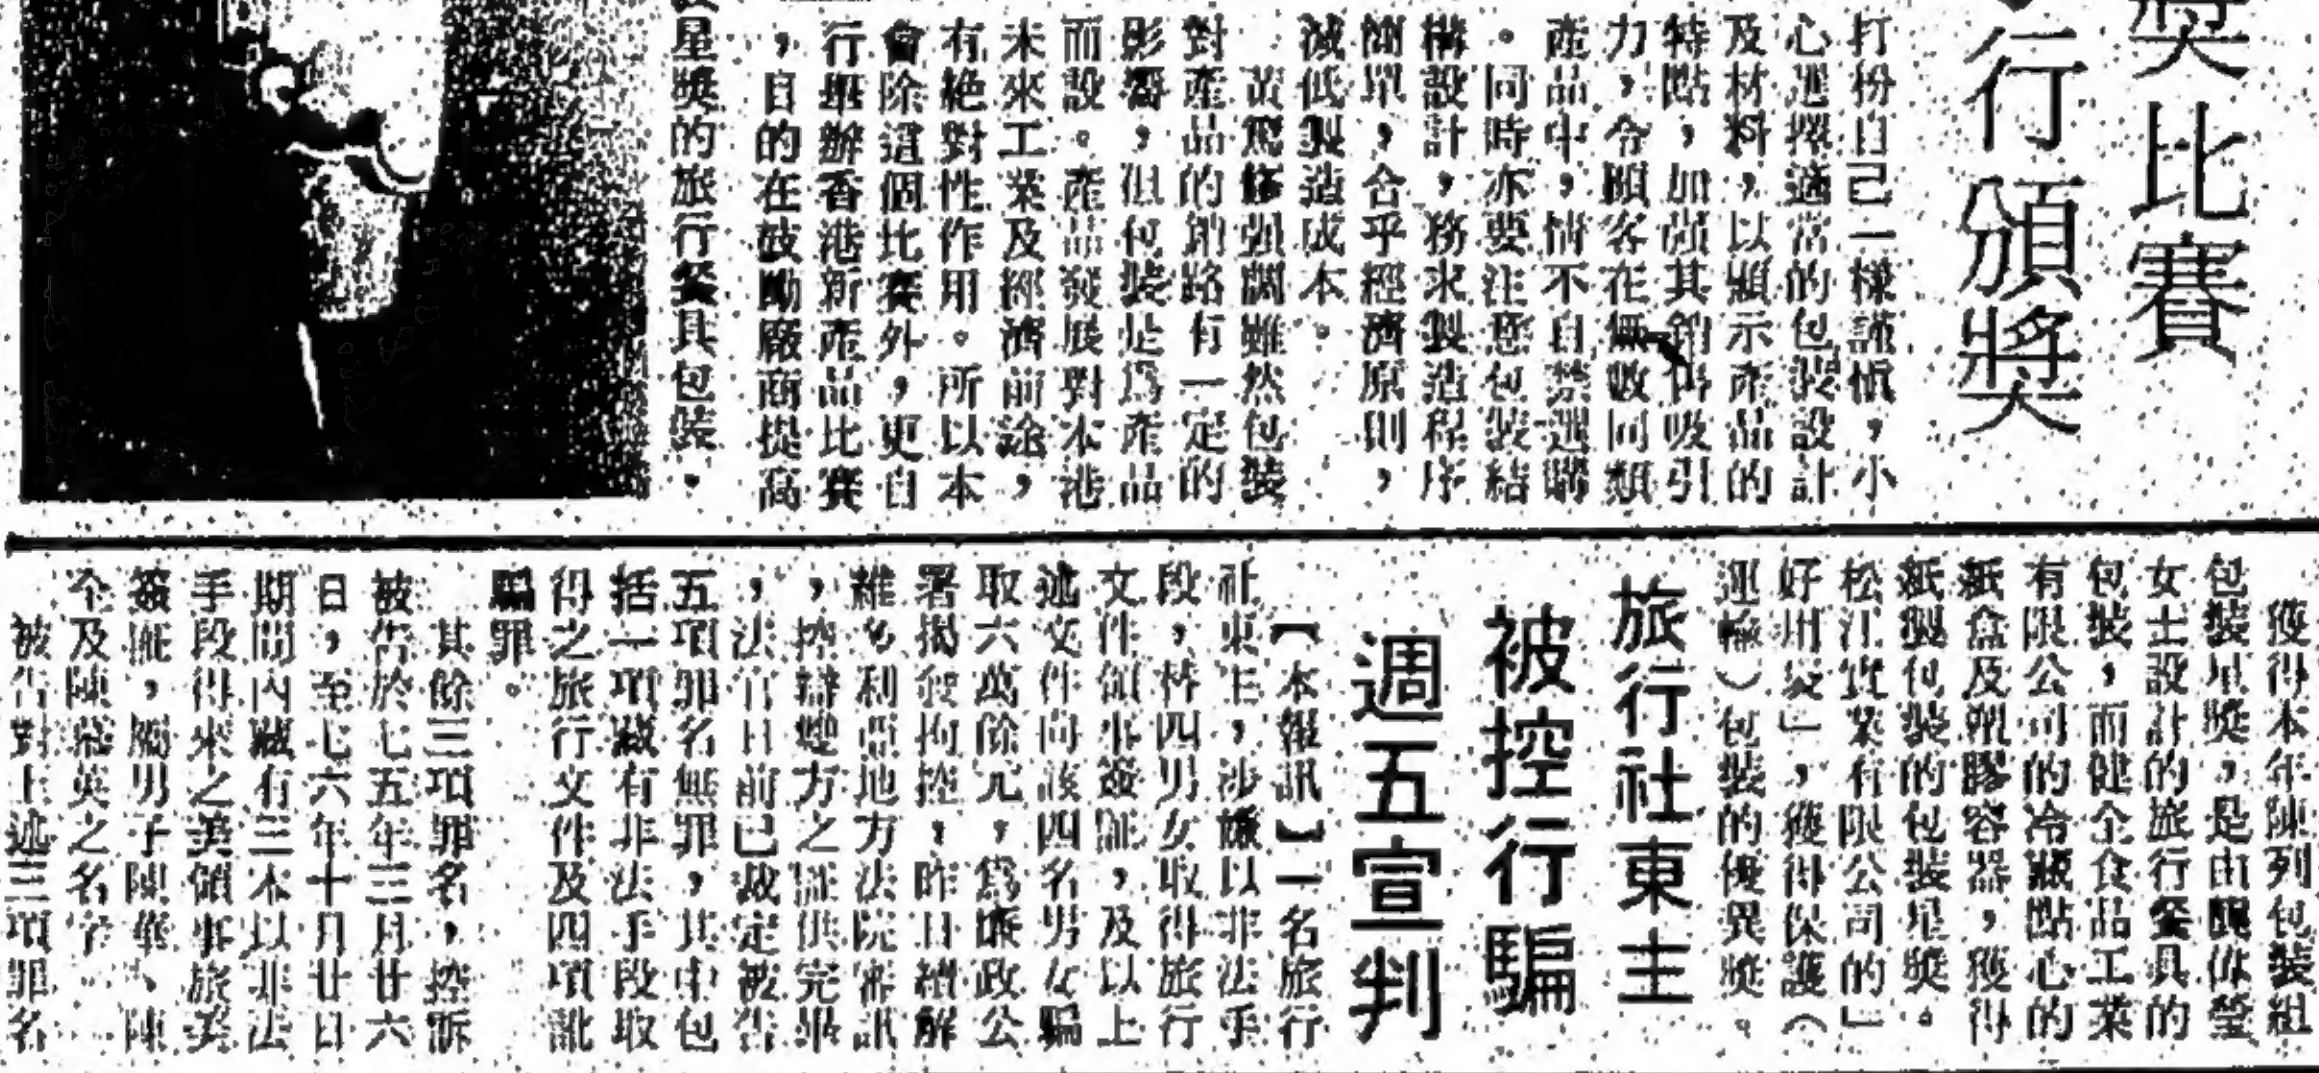 獎比賽
行頒獎
打扮自己一樣謹慎，小
心選擇適當的包裝設計
及材料，以顯示產品的
特點，加强其銷售吸引
力，令顧客在無數同類
產品中，情不自禁選購
。同時亦要注意包裝結
構設計，務求製造程序
簡單，合乎經濟原則，
減低製造成本。
黃篤修强調雖然包裝
對產品的銷路有一定的
影響，但包裝是爲產品
而設。產品發展對本港
未來工業及經濟前途，
有絶對性作用。所以本
會除這個比賽外，更自
行舉辦香港新產品比賽
，自的在鼓勵廠商提高
星獎的旅行餐具包裝。
獲得本年陳列包裝組
包裝星獎，是由 瑩
女士設計的旅行餐具的
包裝，而健全食品工業
有限公司的冷藏點心的
紙盒及塑膠容器，獲得
紙製包裝的包裝星獎。
松江實業有限公司的「
好用 」，獲得保護（
運輸）包裝的優異獎。
旅行社東主
被控行騙
週五宣判
【本報訊】一名旅行
社東主，涉嫌以非法手
段，替四男女取得旅行
文件領事簽証，及以上
述文件向該四名男女騙
取六萬餘元，爲廉政公
署揭發拘控，昨日續解
維多利亞地方法院審訊
，控辯雙方之証供完畢
，法官日前已裁定被告
五項罪名無罪，其中包
括一項藏有非法手段取
得之旅行文件及四項訛
騙罪。
其餘三項罪名，控訴
被告於七五年三月廿六
日，至七六年十月廿日
期間內藏有三本以非法
手段得來之美領事旅美
簽証，屬男子陳華、陳
全及陳 英之名字。
被告對上述三項罪名